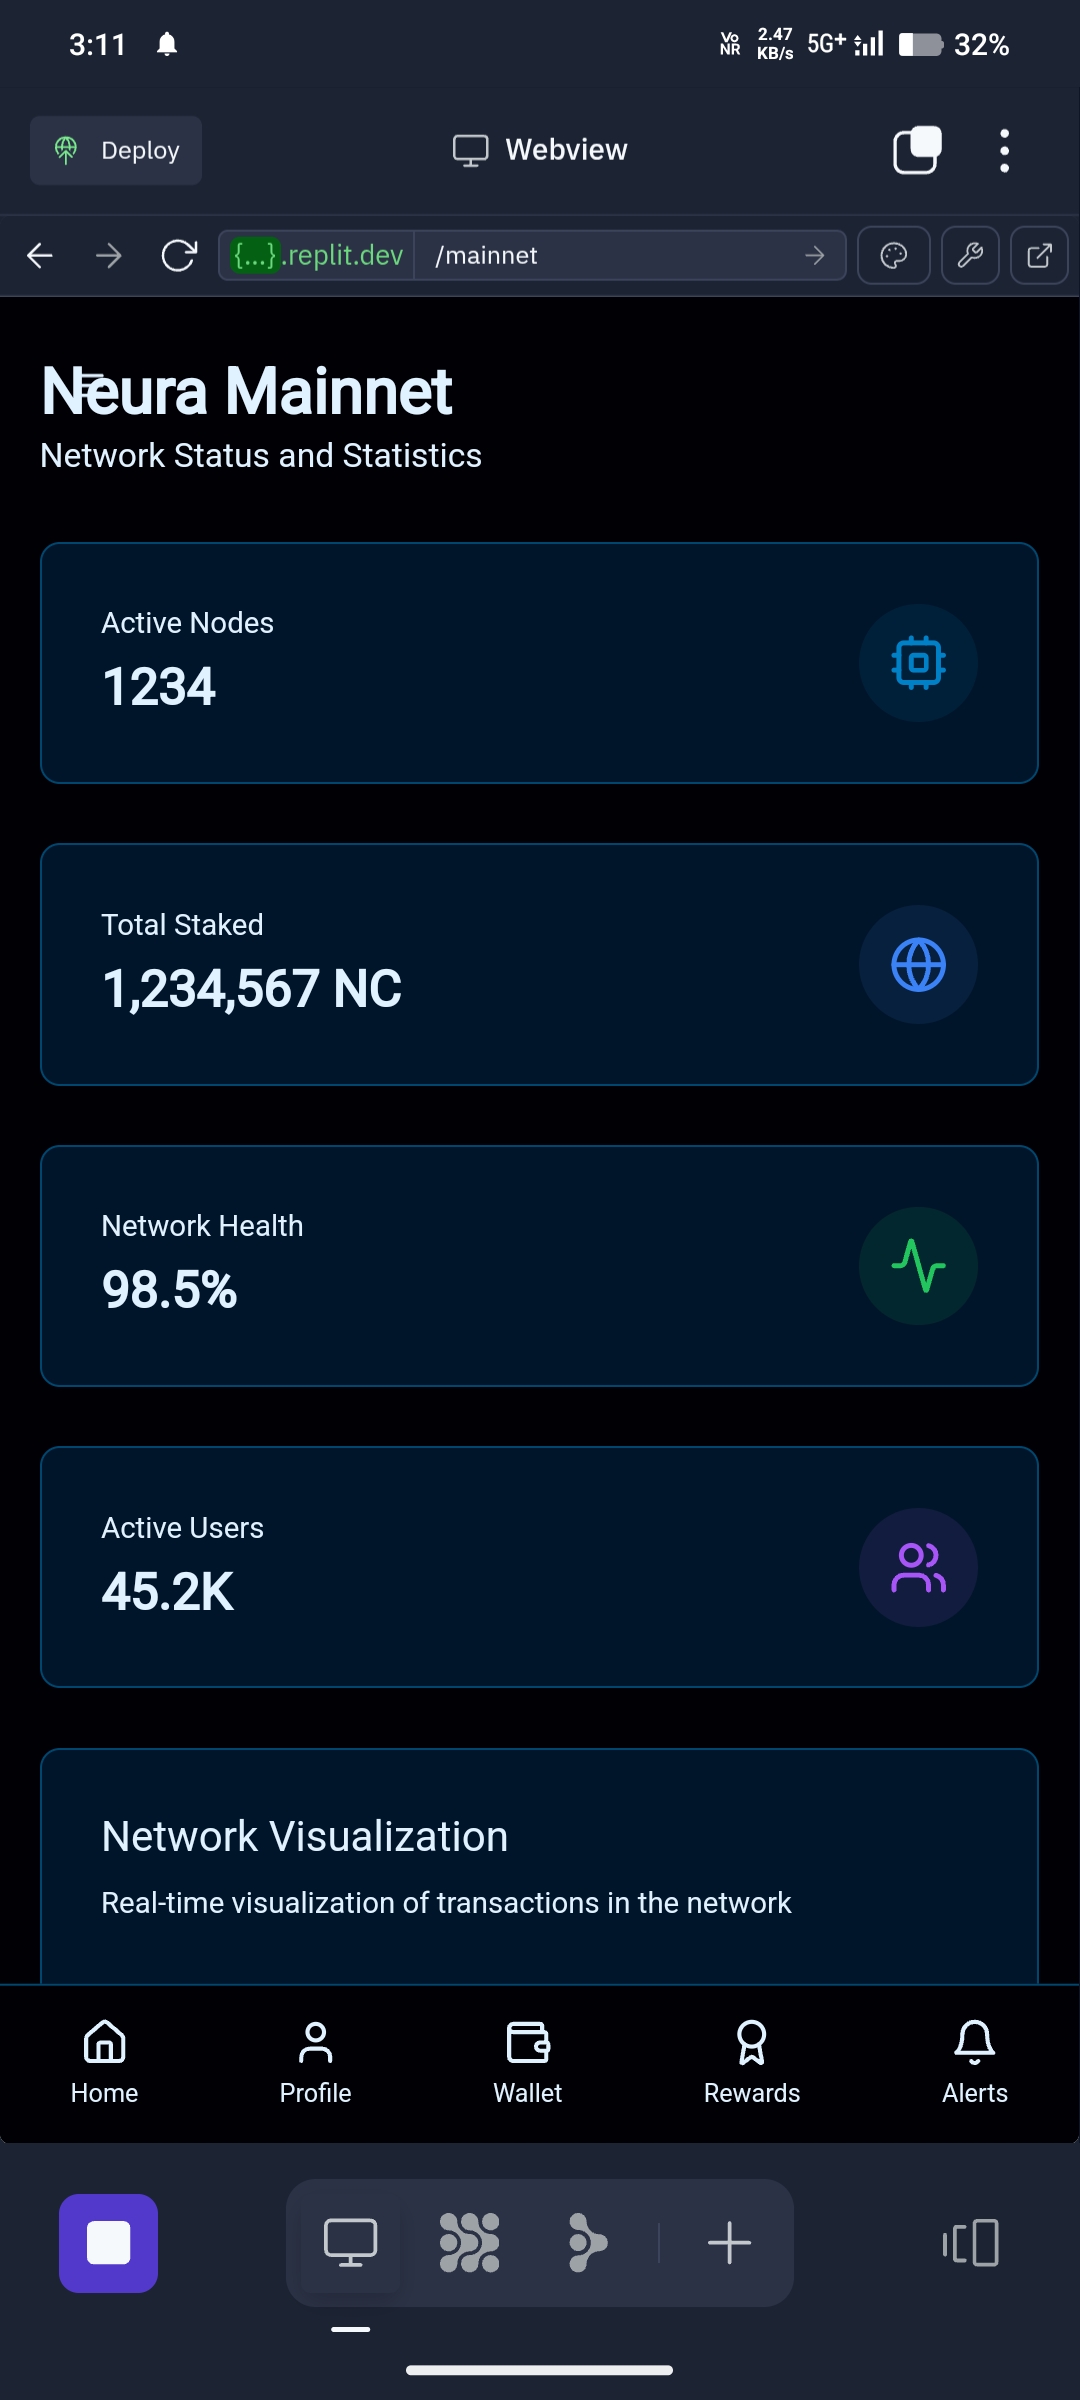 3:11
Vo
NR
2.47
KB/s
5G+
32%
Deploy
Webview
{...}.replit.dev
/mainnet
Neura Mainnet
Network Status and Statistics
Active Nodes
1234
Total Staked
1,234,567 NC
Network Health
98.5%
Active Users
45.2K
Network Visualization
Real-time visualization of transactions in the network
Home
Profile
Wallet
Rewards
Alerts